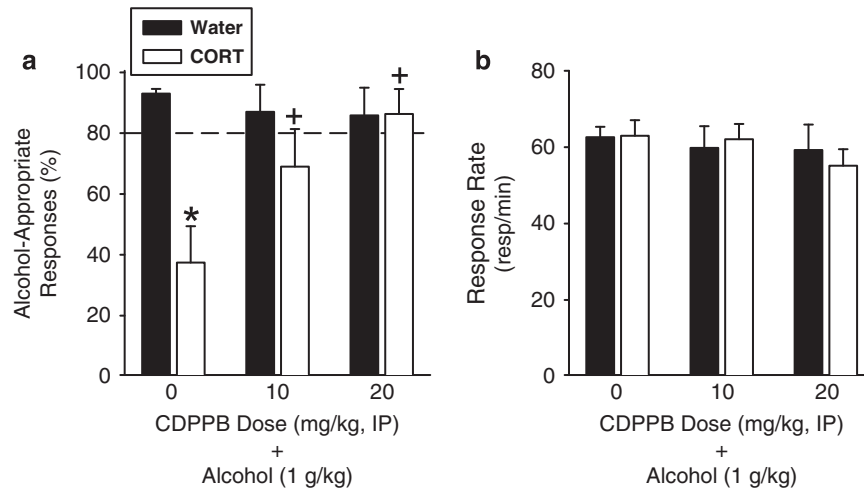 Water
CORT
a
100
80
60
40
20
0
Alcohol-Appropriate
Responses (%)
*
+
+
0 10 20
CDPPB Dose (mg/kg, IP)
+
Alcohol (1 g/kg)
b
80
60
40
20
0
Response Rate
(resp/min)
0 10 20
CDPPB Dose (mg/kg, IP)
+
Alcohol (1 g/kg)